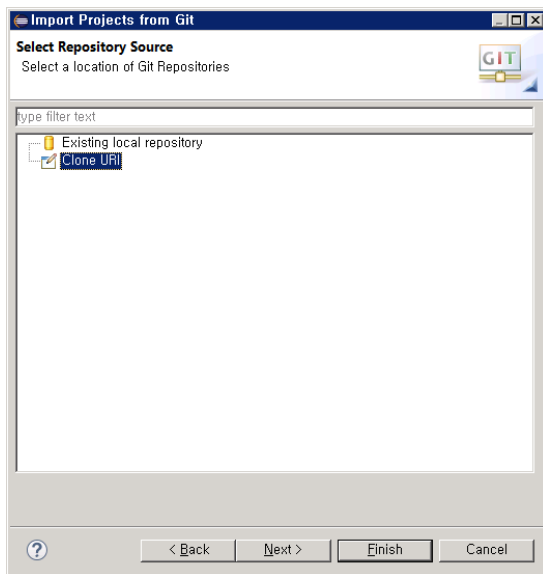 Import Projects from Git
Select Repository Source
Select a location of Git Repositories
GIT
type filter text
Existing local repository
Clone URI
?
< Back
Next >
Finish
Cancel